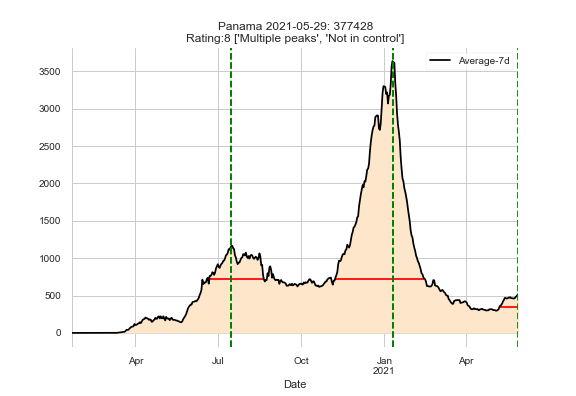 Panama 2021-05-29: 377428
Rating:8 ['Multiple peaks', 'Not in control']
Average-7d
3500
3000
2500
2000
1500
1000
500
0
Apr
Jul
Oct
Jan
2021
Apr
Date